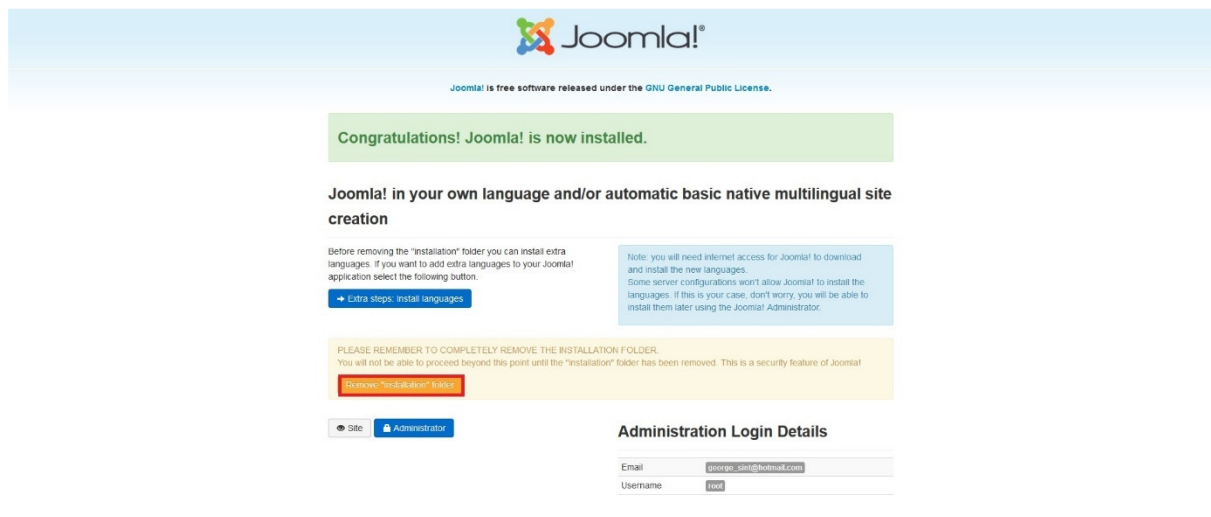 Joomla!®
Joomla! is free software released under the GNU General Public License.
Congratulations! Joomla! is now installed.
Joomla! in your own language and/or automatic basic native multilingual site
creation
Before removing the "installation" folder you can install extra
languages. If you want to add extra languages to your Joomla!
application select the following button.
→ Extra steps: Install languages
Note: you will need internet access for Joomla! to download
and install the new languages.
Some server configurations won't allow Joomla! to install the
languages. If this is your case, don't worry, you will be able to
install them later using the Joomla! Administrator.
PLEASE REMEMBER TO COMPLETELY REMOVE THE INSTALLATION FOLDER.
You will not be able to proceed beyond this point until the "installation" folder has been removed. This is a security feature of Joomla!
Remove "installation" folder
Site
Administrator
Administration Login Details
Email george_sint@hotmail.com
Username root